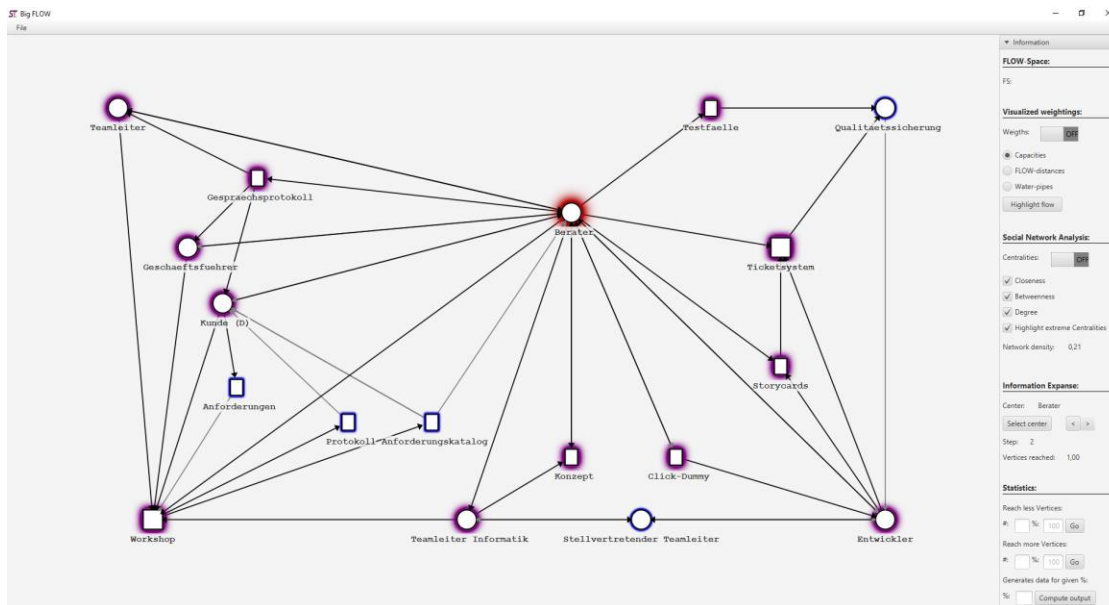 Big FLOW
File
Teamleiter
Gespraechsprotokoll
Geschaeftsfuehrer
Kunde (D)
Anforderungen
Protokoll
Anforderungskatalog
Workshop
Berater
Testfaelle
Qualitaetssicherung
Ticketsystem
Storycards
Konzept
Click-Dummy
Teamleiter Informatik
Stellvertretender Teamleiter
Entwickler
Information
FLOW-Space:
FS:
Visualized weightings:
Weigths: OFF
Capacities
FLOW-distances
Water-pipes
Highlight flow
Social Network Analysis:
Centralities: OFF
Closeness
Betweenness
Degree
Highlight extreme Centralities
Network density: 0,21
Information Expanse:
Center: Berater
Select center < >
Step: 2
Vertices reached: 1,00
Statistics:
Reach less Vertices:
#: %: 100 Go
Reach more Vertices:
#: %: 100 Go
Generates data for given %:
%: Compute output